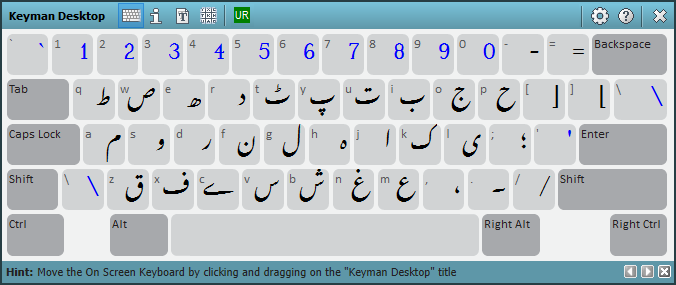 Keyman Desktop UR
` ` 1 1 2 2 3 3 4 4 5 5 6 6 7 7 8 8 9 9 0 0 - - = = Backspace
Tab q ط w ص e ھ r د t ٹ y پ u ت i ب o ج p ح [ ] ] [ \ \
Caps Lock a م s و d ر f ن g ل h ہ j ا k ک l ی ; ؛ ' ' Enter
Shift \ \ z ق x ف c ے v س b ش n غ m ع , ، . ۔ / / Shift
Ctrl Alt Right Alt Right Ctrl
Hint: Move the On Screen Keyboard by clicking and dragging on the "Keyman Desktop" title